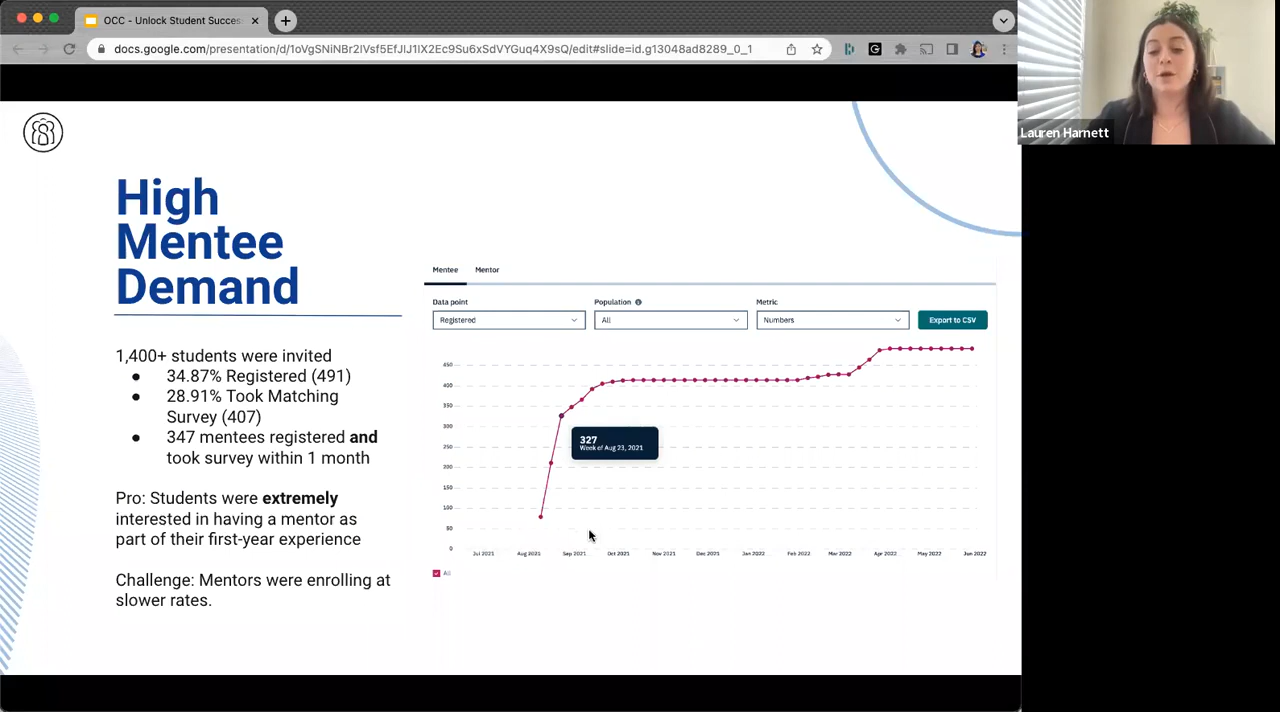 OCC - Unlock Student Succes
docs.google.com/presentation/d/1oVgSNiNBr2lVsf5EfJIJ1lX2Ec9Su6xSdVYGuq4X9sQ/edit#slide=id.g13048ad8289_0_1
Lauren Harnett
High
Mentee
Demand
1,400+ students were invited
● 34.87% Registered (491)
● 28.91% Took Matching
Survey (407)
● 347 mentees registered and
took survey within 1 month
Pro: Students were extremely
interested in having a mentor as
part of their first-year experience
Challenge: Mentors were enrolling at
slower rates.
Mentee Mentor
Data point Population Metric
Registered All Numbers Export to CSV
450
400
350
300
250
200
150
100
50
0
327
Week of Aug 23, 2021
Jul 2021 Aug 2021 Sep 2021 Oct 2021 Nov 2021 Dec 2021 Jan 2022 Feb 2022 Mar 2022 Apr 2022 May 2022 Jun 2022
All